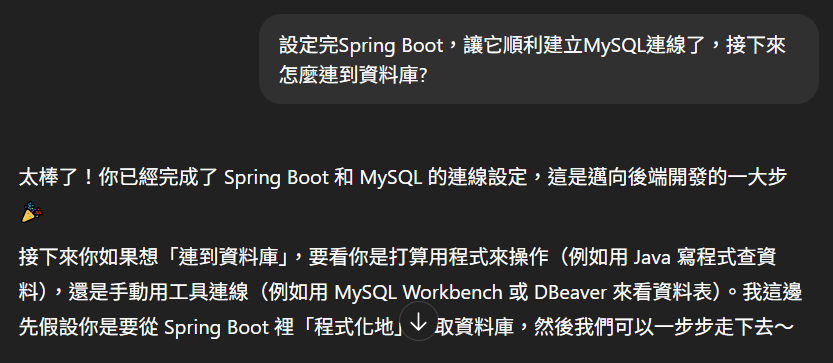 設定完Spring Boot，讓它順利建立MySQL連線了，接下來
怎麼連到資料庫?
太棒了！你已經完成了 Spring Boot 和 MySQL 的連線設定，這是邁向後端開發的一大步
🎉
接下來你如果想「連到資料庫」，要看你是打算用程式來操作（例如用 Java 寫程式查資
料），還是手動用工具連線（例如用 MySQL Workbench 或 DBeaver 來看資料表）。我這邊
先假設你是要從 Spring Boot 裡「程式化地」取資料庫，然後我們可以一步步走下去～